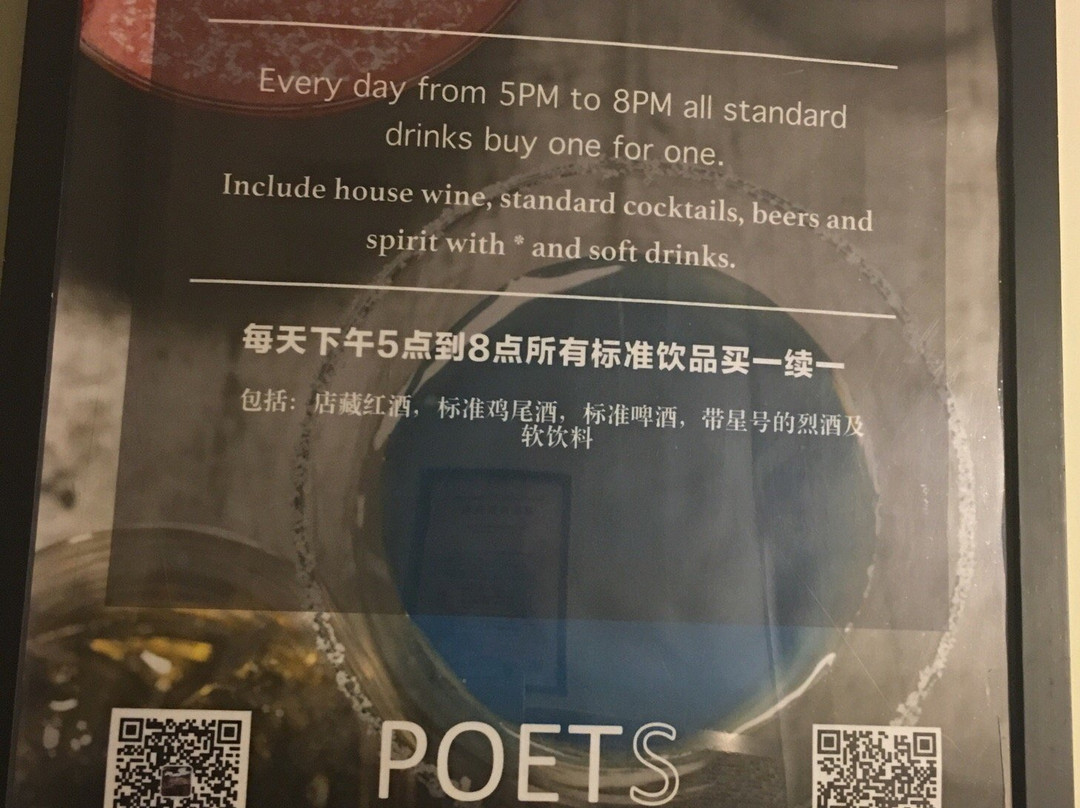 Every day from 5PM to 8PM all standard
drinks buy one for one.
Include house wine, standard cocktails, beers and
spirit with * and soft drinks.
每天下午5点到8点所有标准饮品买一续一
包括：店藏红酒，标准鸡尾酒，标准啤酒，带星号的烈酒及
软饮料
POETS